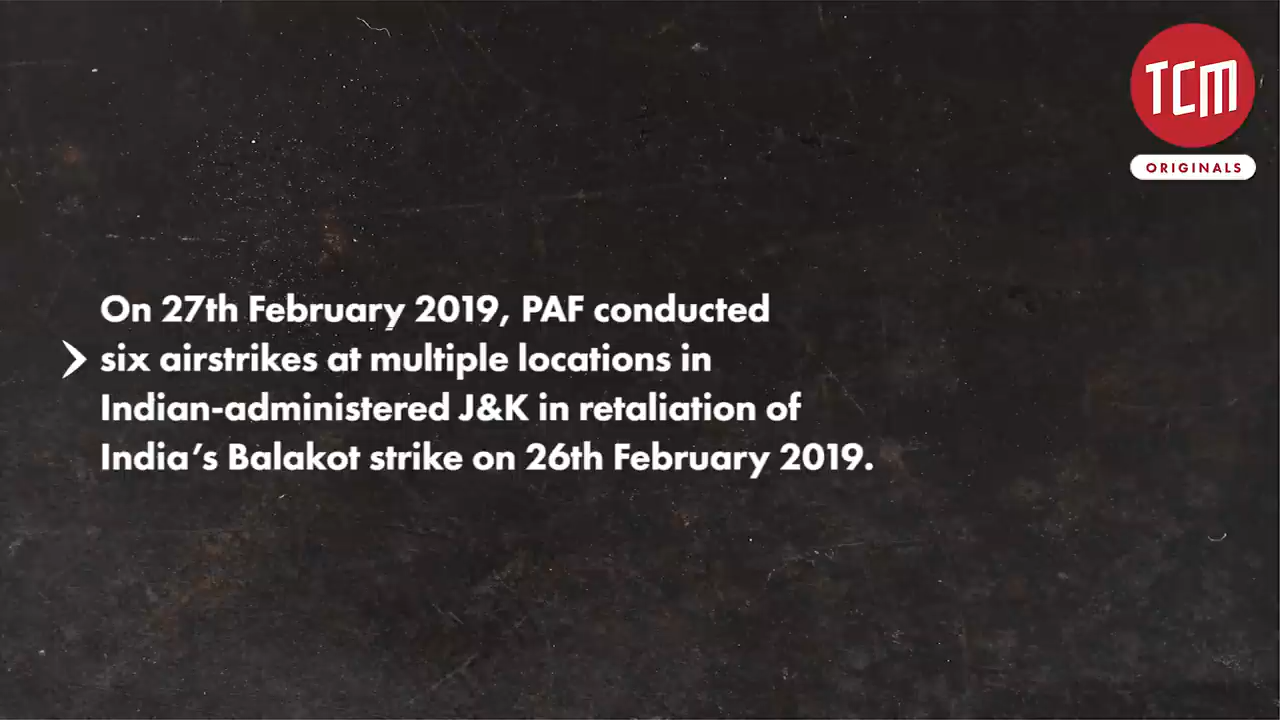 TCM
ORIGINALS
On 27th February 2019, PAF conducted
six airstrikes at multiple locations in
Indian-administered J&K in retaliation of
India’s Balakot strike on 26th February 2019.